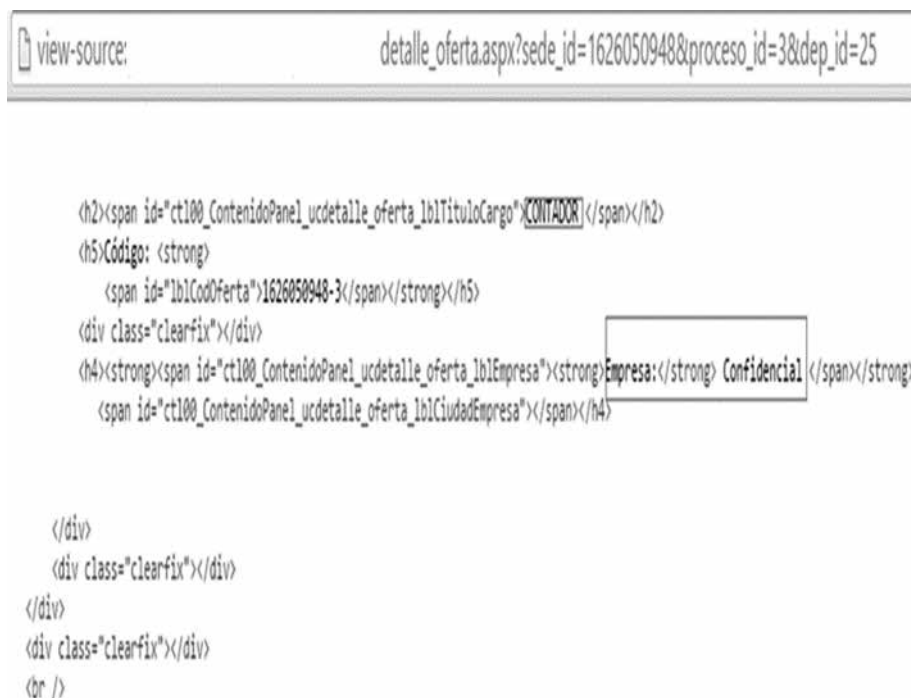 view-source: detalle_oferta.aspx?sede_id=1626050948&proceso_id=3&dep_id=25
<h2><span id="ctl00_ContenidoPanel_ucdetalle_oferta_lblTituloCargo">CONTADOR </span></h2>
<h5>Código: <strong>
<span id="lblCodOferta">1626050948-3</span></strong></h5>
<div class="clearfix"></div>
<h4><strong><span id="ctl00_ContenidoPanel_ucdetalle_oferta_lblEmpresa"><strong>Empresa:</strong> Confidencial </span></strong>
<span id="ctl00_ContenidoPanel_ucdetalle_oferta_lblCiudadEmpresa"></span></h4>
</div>
<div class="clearfix"></div>
</div>
<div class="clearfix"></div>
<br />